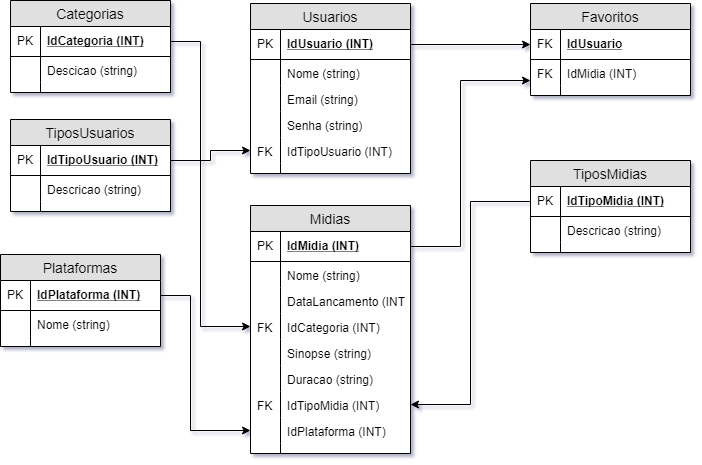 Categorias
PK IdCategoria (INT)
Descicao (string)
TiposUsuarios
PK IdTipoUsuario (INT)
Descricao (string)
Plataformas
PK IdPlataforma (INT)
Nome (string)
Usuarios
PK IdUsuario (INT)
Nome (string)
Email (string)
Senha (string)
FK IdTipoUsuario (INT)
Midias
PK IdMidia (INT)
Nome (string)
DataLancamento (INT
FK IdCategoria (INT)
Sinopse (string)
Duracao (string)
FK IdTipoMidia (INT)
IdPlataforma (INT)
Favoritos
FK IdUsuario
FK IdMidia (INT)
TiposMidias
PK IdTipoMidia (INT)
Descricao (string)